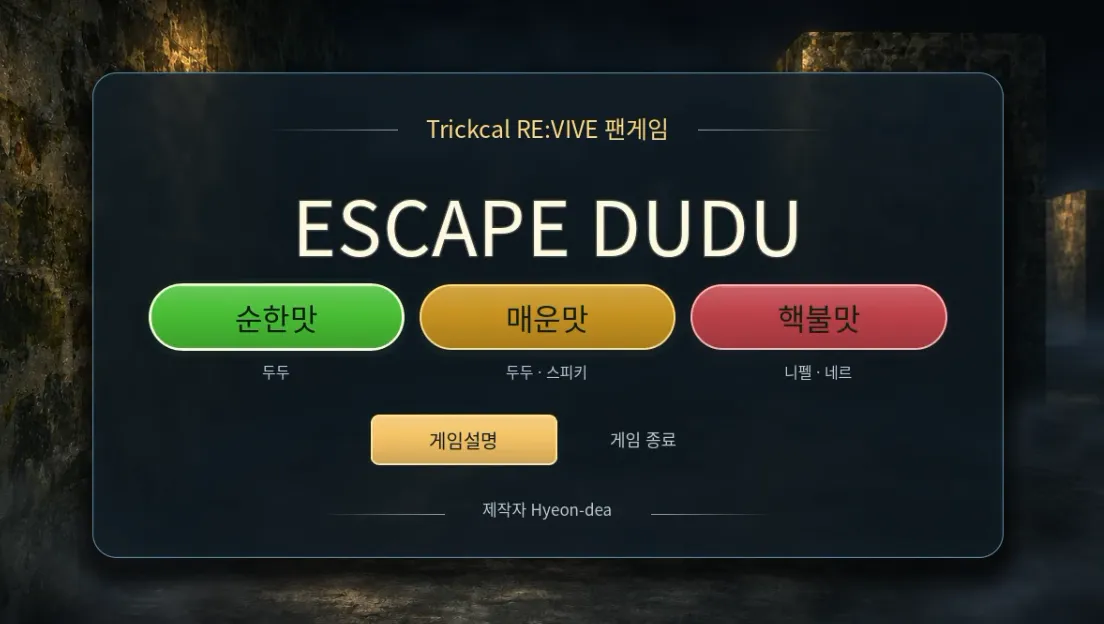 Trickcal RE:VIVE 팬게임
ESCAPE DUDU
순한맛 매운맛 핵불맛
두두 두두 · 스피키 니펠 · 네르
게임설명 게임 종료
제작자 Hyeon-dea